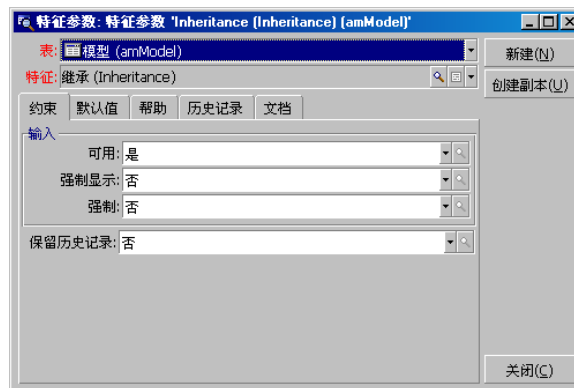 特征参数: 特征参数 'Inheritance (Inheritance) (amModel)'
表: 模型 (amModel)
新建(N)
特征: 继承 (Inheritance)
创建副本(U)
约束 默认值 帮助 历史记录 文档
输入
可用: 是
强制显示: 否
强制: 否
保留历史记录: 否
关闭(C)